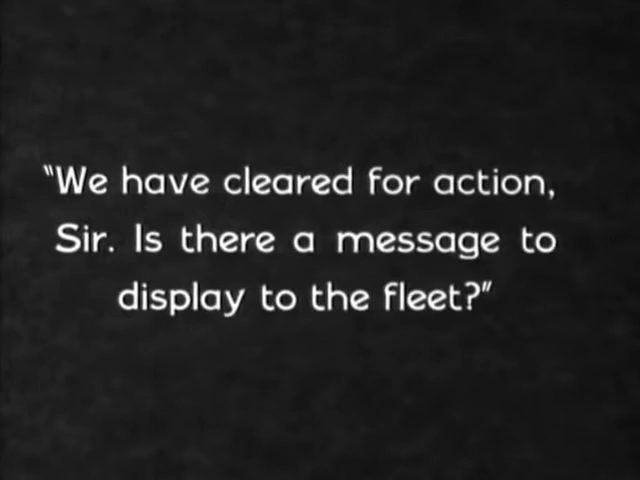 "We have cleared for action,
Sir. Is there a message to
display to the fleet?"